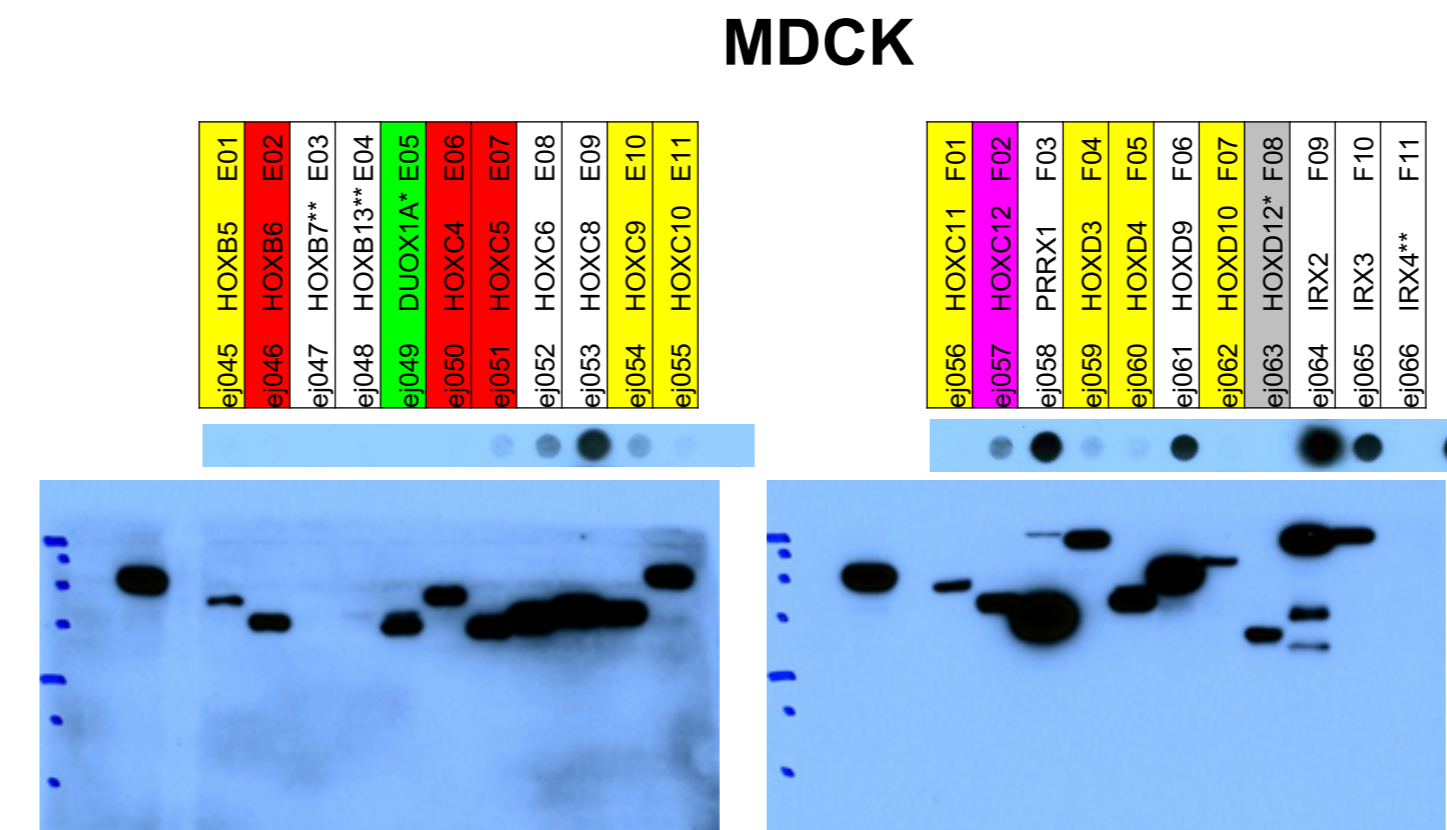 MDCK
ej045 HOXB5 E01
ej046 HOXB6 E02
ej047 HOXB7** E03
ej048 HOXB13** E04
ej049 DUOX1A* E05
ej050 HOXC4 E06
ej051 HOXC5 E07
ej052 HOXC6 E08
ej053 HOXC8 E09
ej054 HOXC9 E10
ej055 HOXC10 E11
ej056 HOXC11 F01
ej057 HOXC12 F02
ej058 PRRX1 F03
ej059 HOXD3 F04
ej060 HOXD4 F05
ej061 HOXD9 F06
ej062 HOXD10 F07
ej063 HOXD12* F08
ej064 IRX2 F09
ej065 IRX3 F10
ej066 IRX4** F11